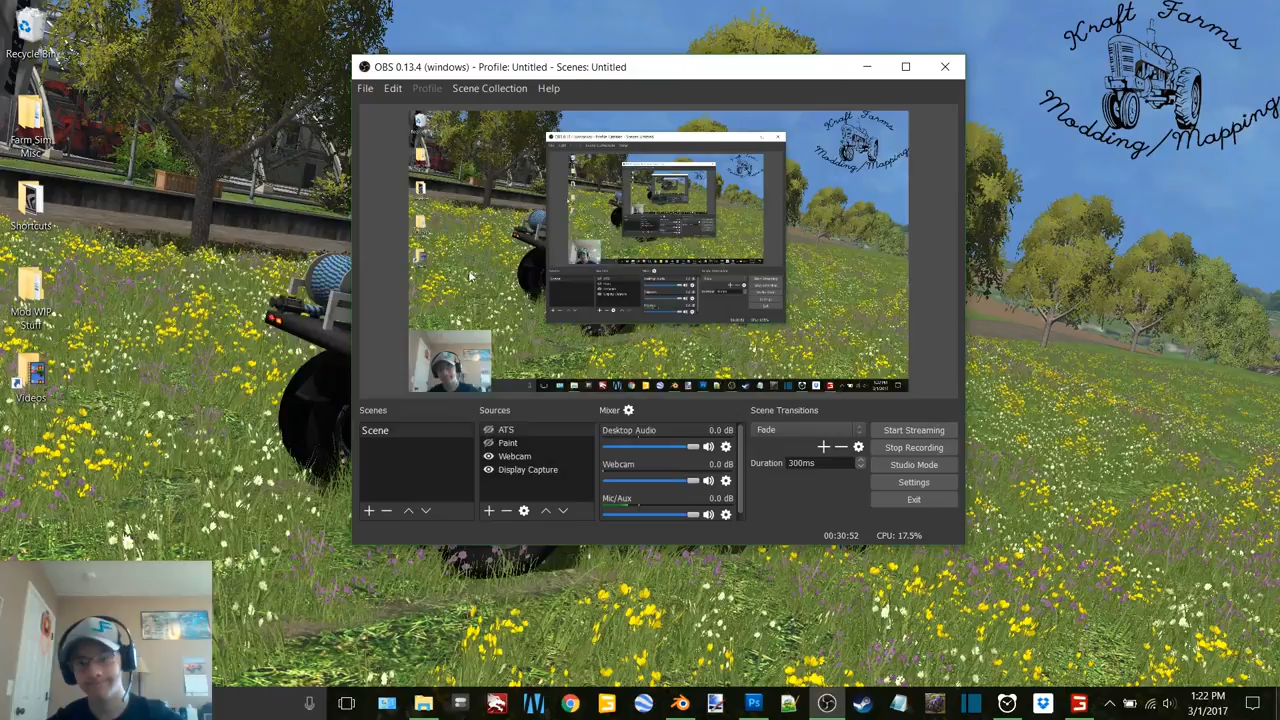 Recycle Bin
Farm Sim Misc
Shortcuts
Mod WIP Stuff
Videos
Kraft Farms
Modding/Mapping
OBS 0.13.4 (windows) - Profile: Untitled - Scenes: Untitled
File Edit Profile Scene Collection Help
Kraft Farms
Modding/Mapping
Scenes
Scene
Sources
ATS
Paint
Webcam
Display Capture
Mixer
Desktop Audio 0.0 dB
Webcam 0.0 dB
Mic/Aux 0.0 dB
Scene Transitions
Fade
Duration 300ms
Start Streaming
Stop Recording
Studio Mode
Settings
Exit
00:30:52 CPU: 17.5%
1:22 PM
3/1/2017